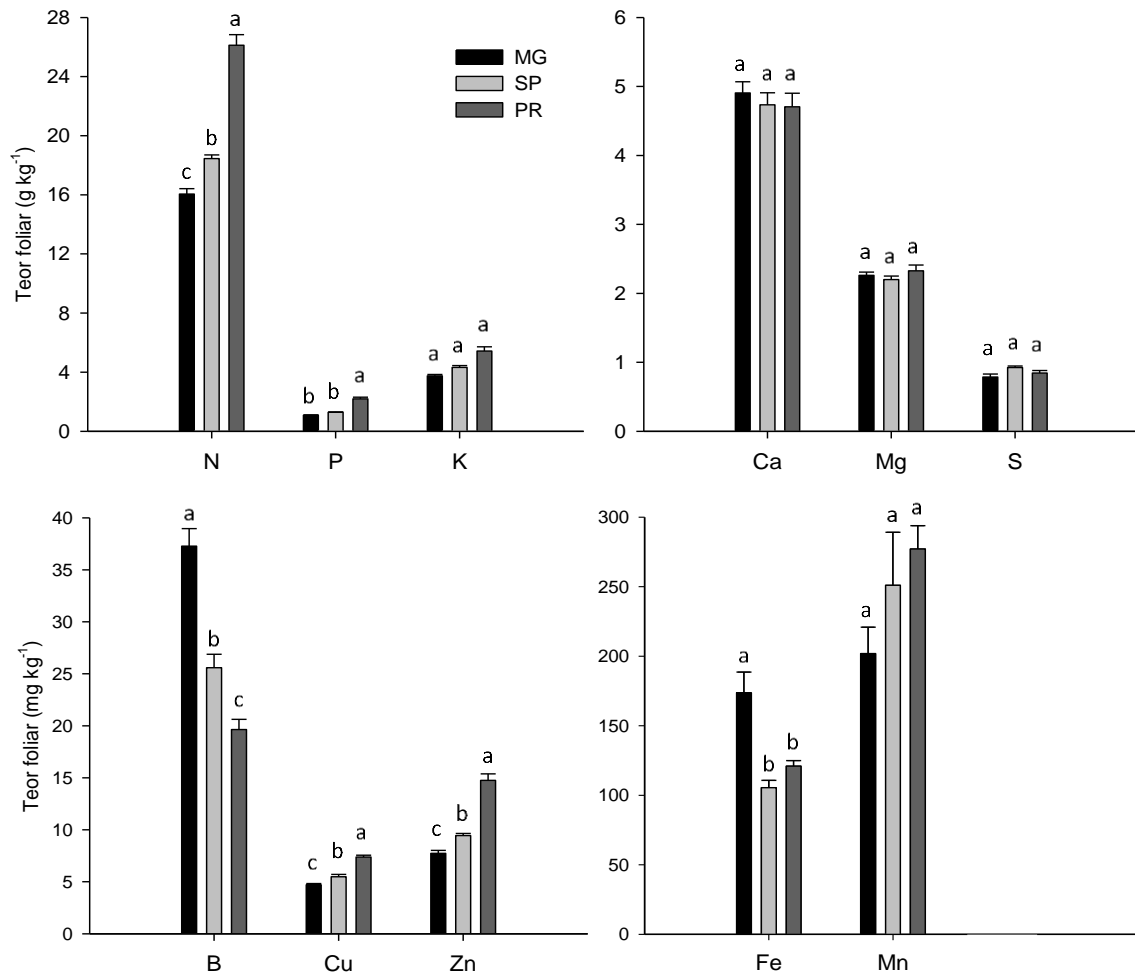 28
24
20
16
12
8
4
0
Teor foliar (g kg⁻¹)
a
b
c
b b a
a a a
MG
SP
PR
N P K
6
5
4
3
2
1
0
a a a
a a a
a a a
Ca Mg S
40
35
30
25
20
15
10
5
0
Teor foliar (mg kg⁻¹)
a
b
c
c b a
c b a
B Cu Zn
300
250
200
150
100
50
0
a
b b
a a a
Fe Mn